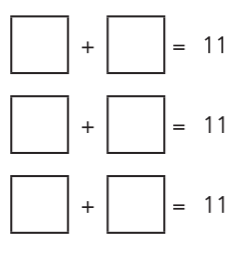 + = 11
+ = 11
+ = 11